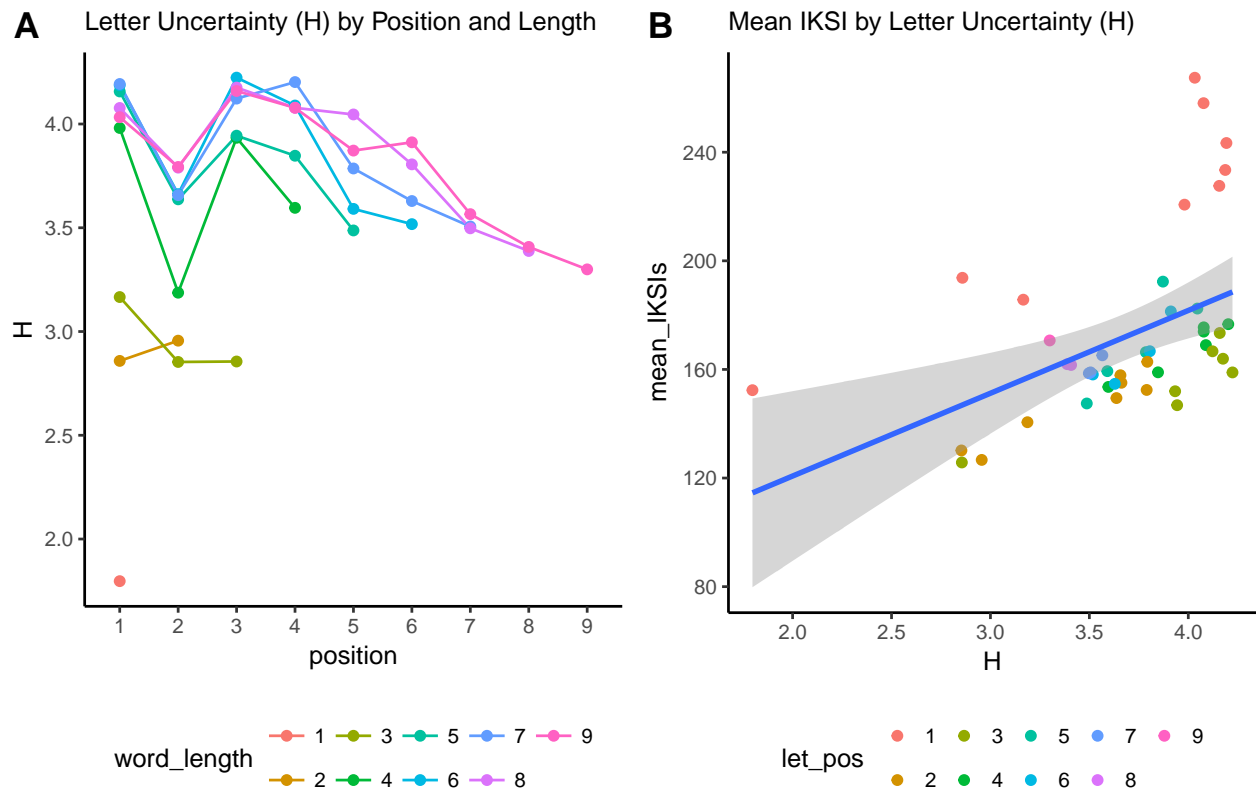 A
Letter Uncertainty (H) by Position and Length
H
4.0
3.5
3.0
2.5
2.0
1 2 3 4 5 6 7 8 9
position
word_length
1 3 5 7 9
2 4 6 8
B
Mean IKSI by Letter Uncertainty (H)
mean_IKSIs
240
200
160
120
80
2.0 2.5 3.0 3.5 4.0
H
let_pos
1 3 5 7 9
2 4 6 8